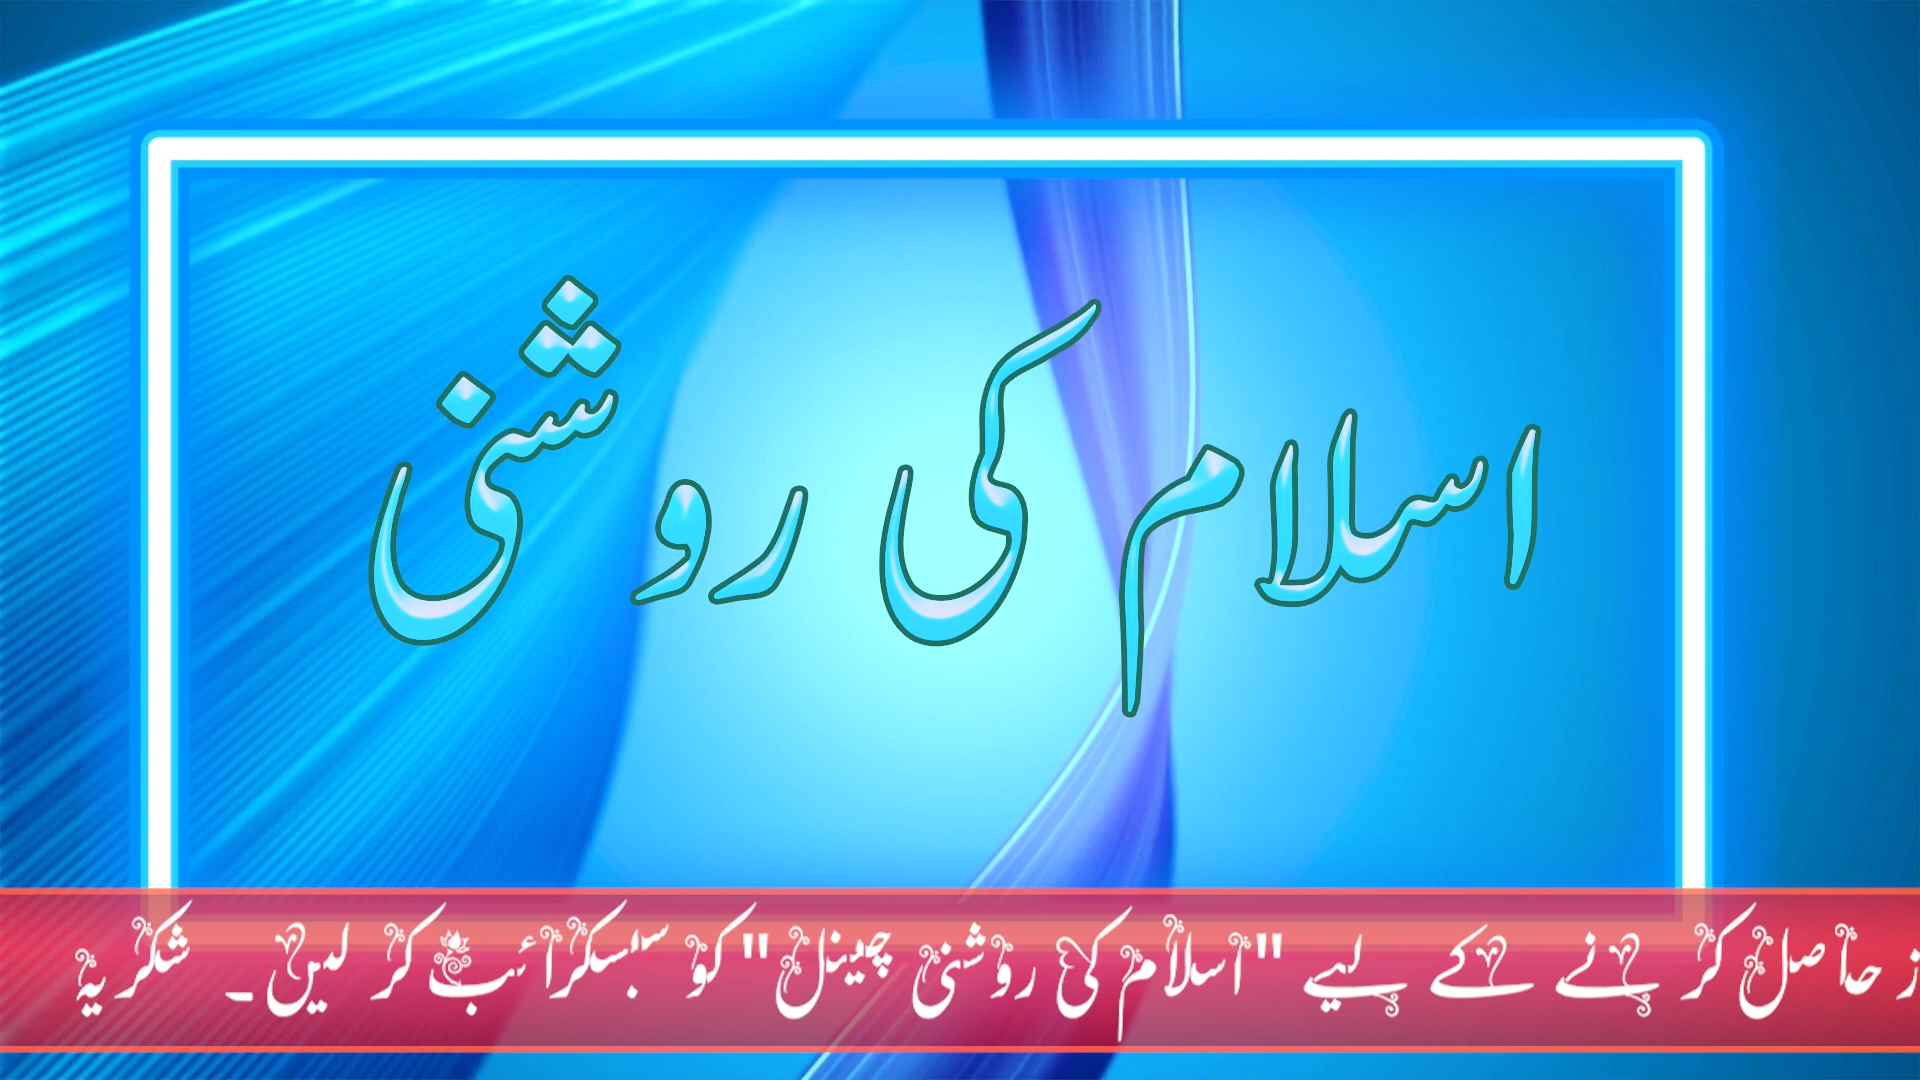 اسلام کی روشنی
حاصل کرنے کے لیے "اسلام کی روشنی چینل" کو سبسکرائب کر لیں۔ شکریہ